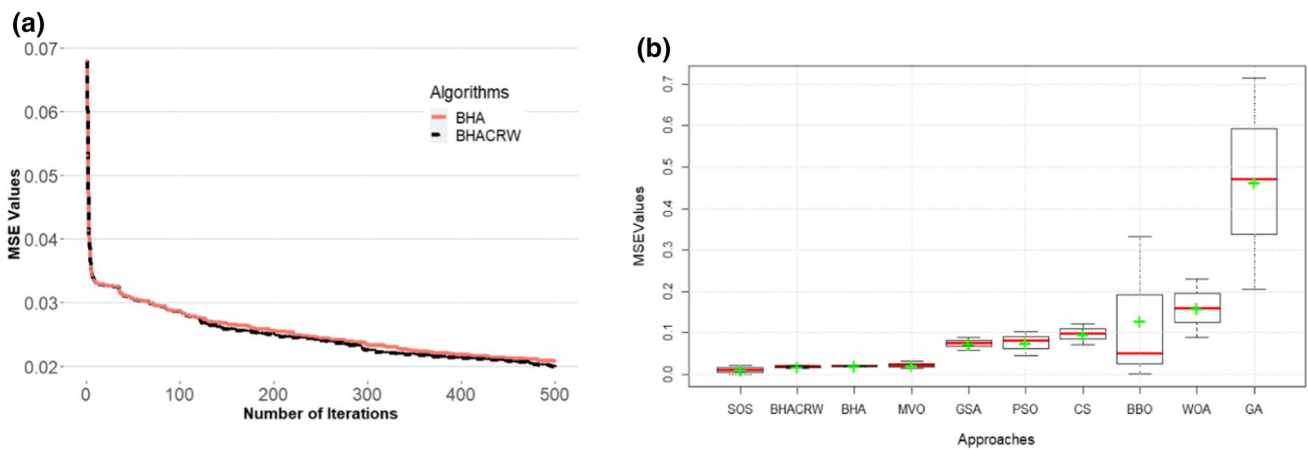 (a)
0.07
0.06
0.05
0.04
0.03
0.02
MSE Values
Algorithms
BHA
BHACRW
0 100 200 300 400 500
Number of Iterations
(b)
0.7
0.6
0.5
0.4
0.3
0.2
0.1
0.0
MSEValues
SOS BHACRW BHA MVO GSA PSO CS BBO WOA GA
Approaches